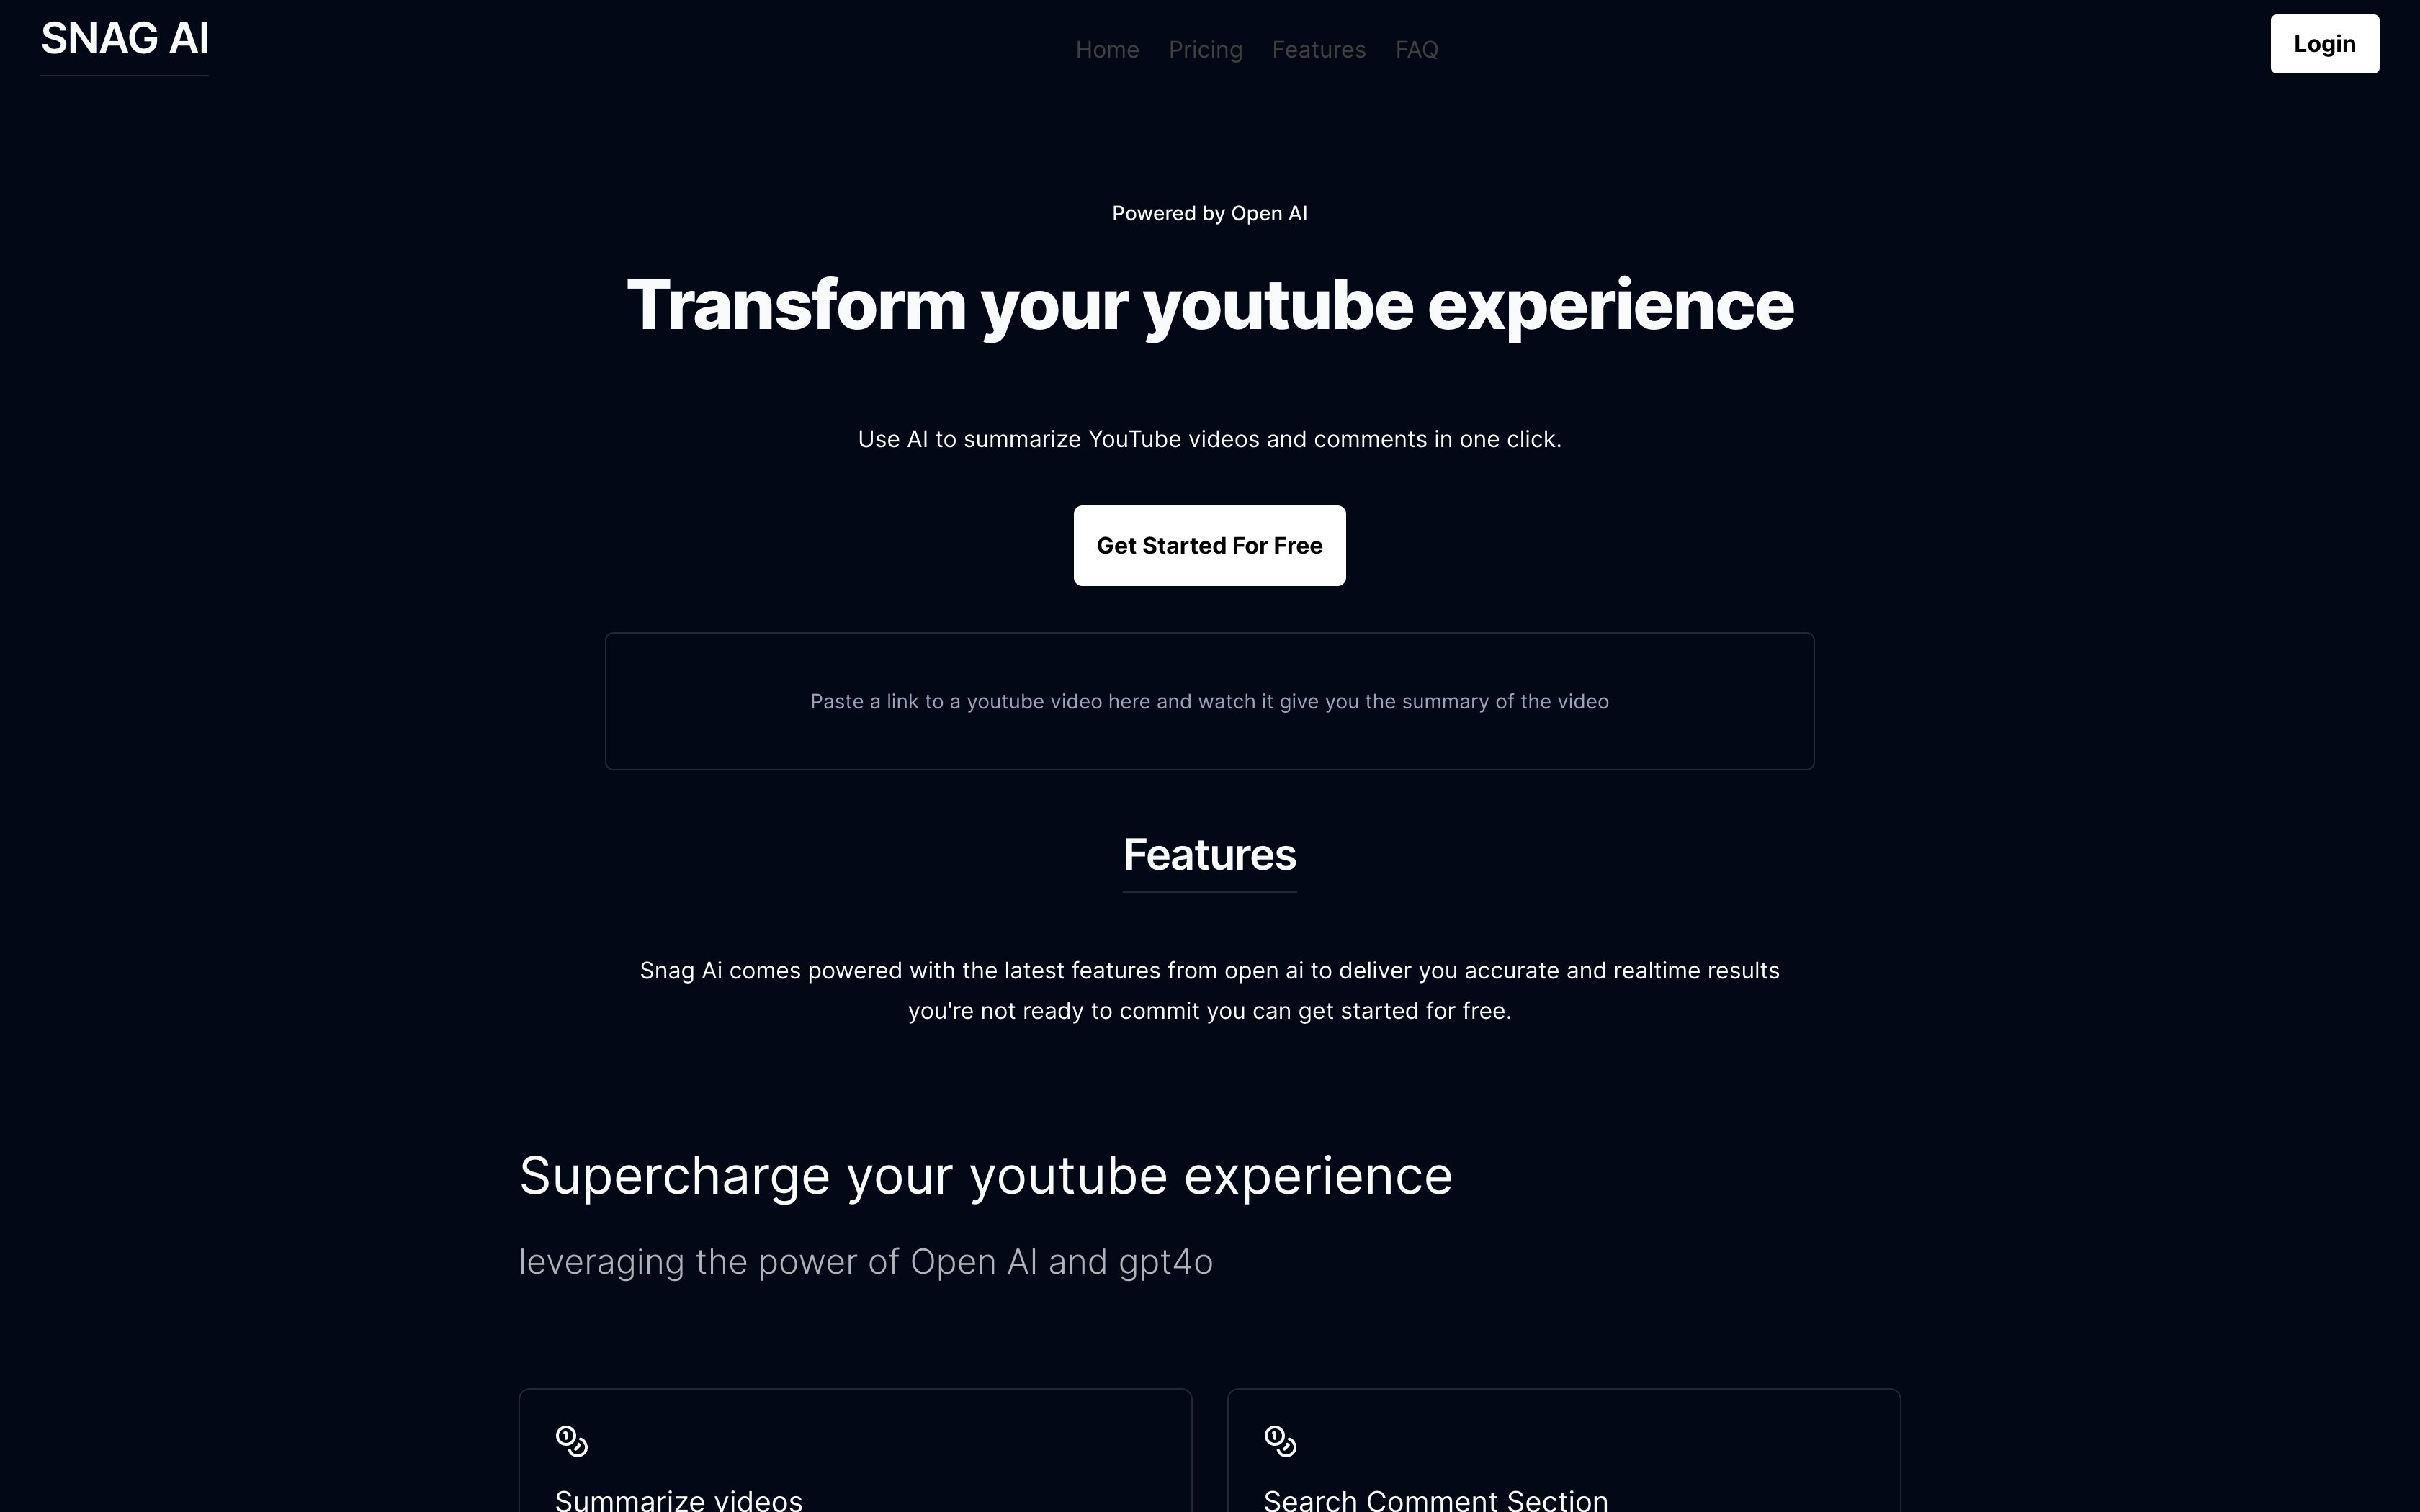 SNAG AI
Home Pricing Features FAQ
Login
Powered by Open AI
Transform your youtube experience
Use AI to summarize YouTube videos and comments in one click.
Get Started For Free
Paste a link to a youtube video here and watch it give you the summary of the video
Features
Snag Ai comes powered with the latest features from open ai to deliver you accurate and realtime results
you're not ready to commit you can get started for free.
Supercharge your youtube experience
leveraging the power of Open AI and gpt4o
Summarize videos
Search Comment Section